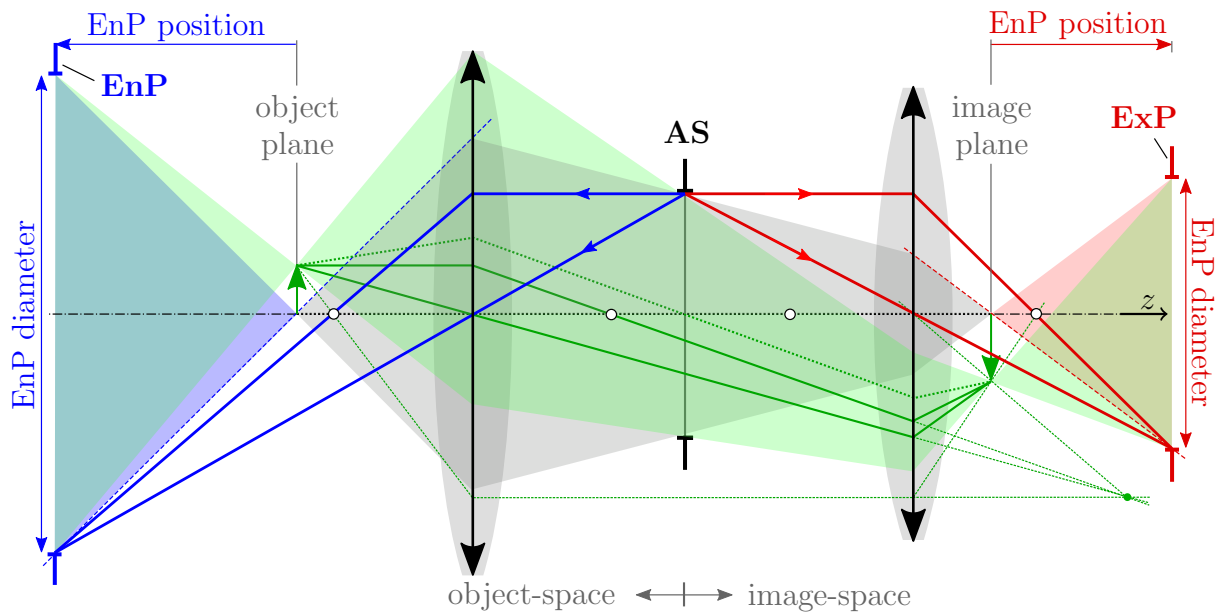 EnP position
EnP position
EnP
object
plane
AS
image
plane
ExP
EnP diameter
z
EnP diameter
object-space
image-space